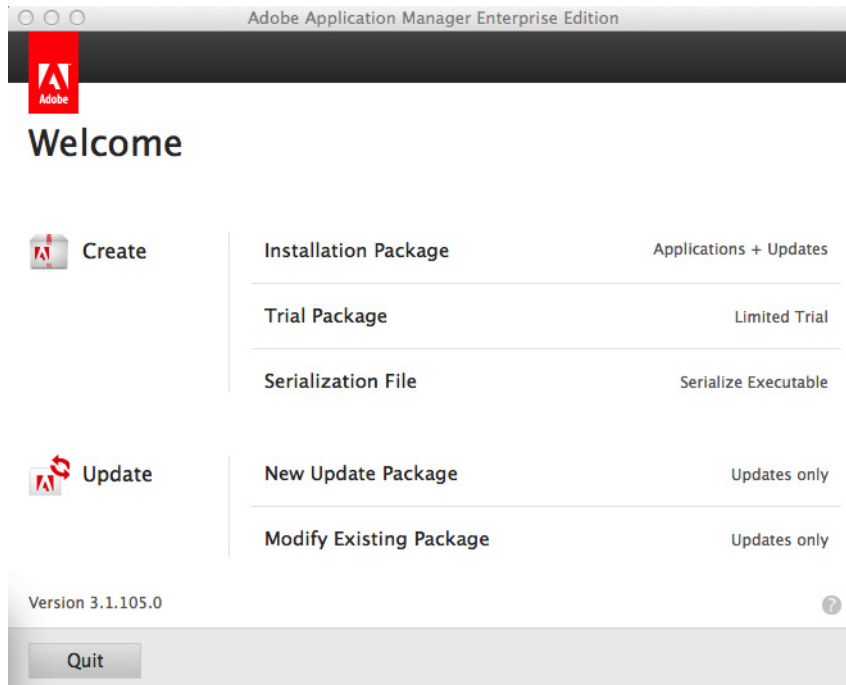 Adobe Application Manager Enterprise Edition
Adobe
Welcome
Create
Installation Package Applications + Updates
Trial Package Limited Trial
Serialization File Serialize Executable
Update
New Update Package Updates only
Modify Existing Package Updates only
Version 3.1.105.0 ?
Quit